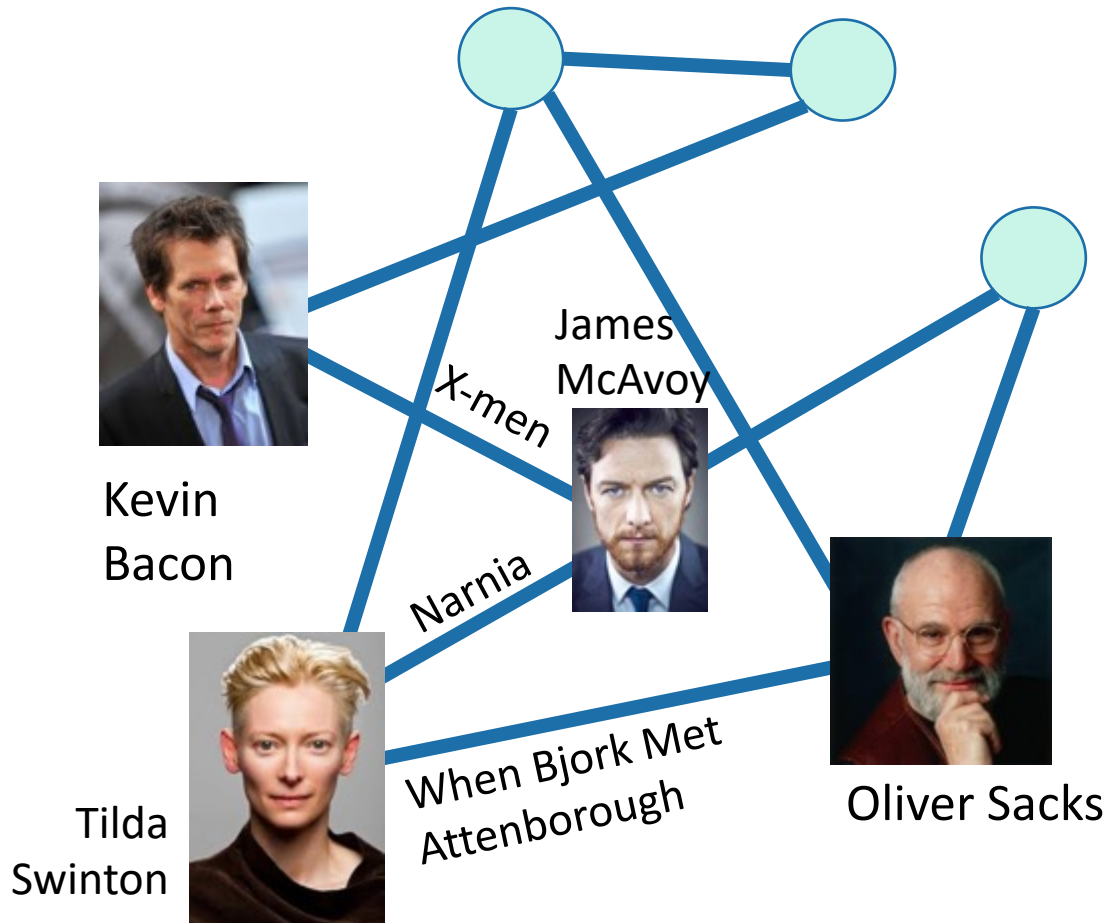 James
McAvoy
X-men
Kevin
Bacon
Narnia
When Bjork Met
Attenborough
Oliver Sacks
Tilda
Swinton